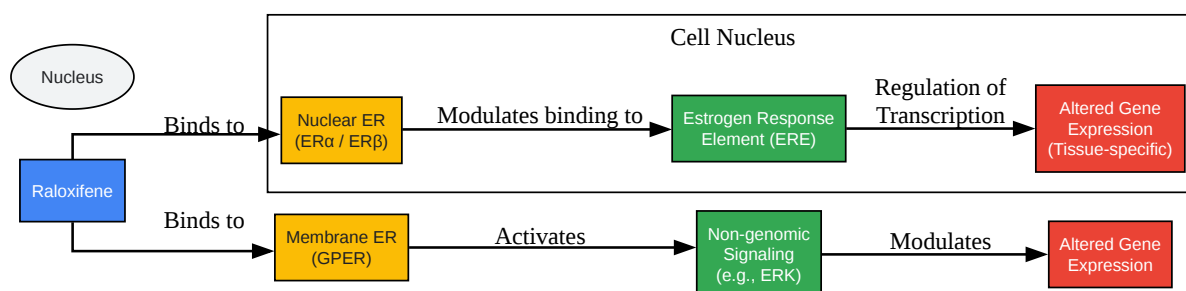 Cell Nucleus
Nucleus
Binds to
Nuclear ER
(ERα / ERβ)
Modulates binding to
Estrogen Response
Element (ERE)
Regulation of
Transcription
Altered Gene
Expression
(Tissue-specific)
Raloxifene
Binds to
Membrane ER
(GPER)
Activates
Non-genomic
Signaling
(e.g., ERK)
Modulates
Altered Gene
Expression